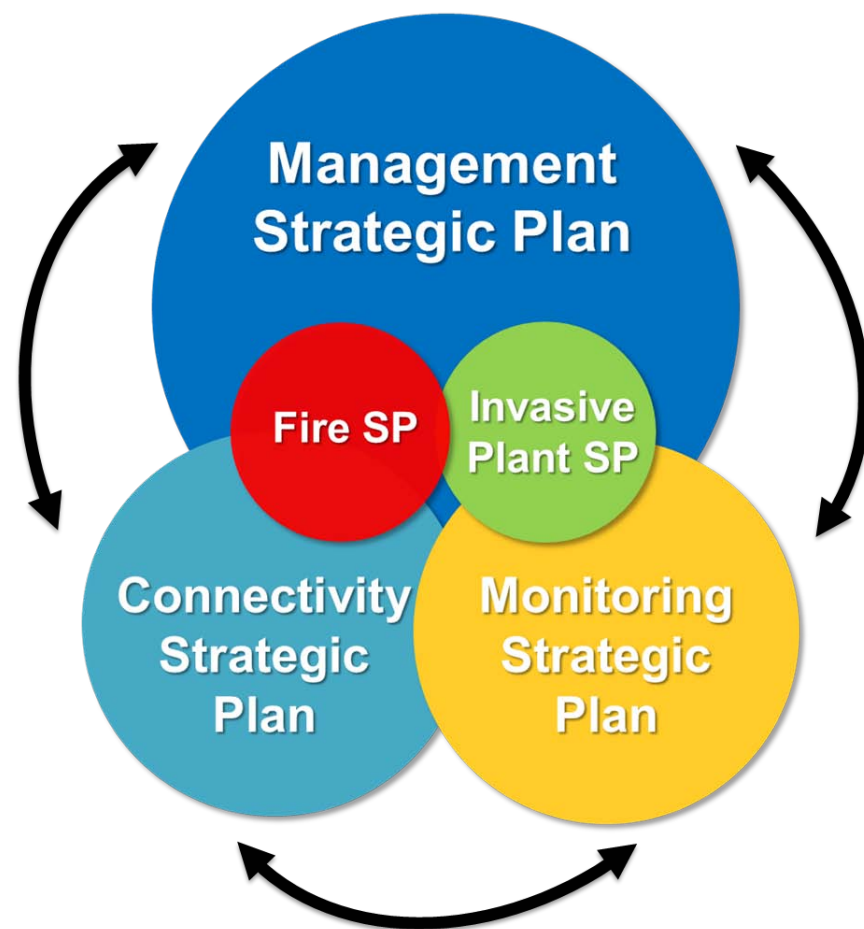 Management
Strategic Plan
Fire SP
Invasive
Plant SP
Connectivity
Strategic
Plan
Monitoring
Strategic
Plan